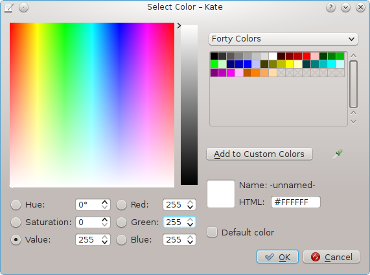 Select Color – Kate
Forty Colors
Add to Custom Colors
Name: -unnamed-
HTML: #FFFFFF
Default color
Hue: 0°
Red: 255
Saturation: 0
Green: 255
Value: 255
Blue: 255
OK
Cancel